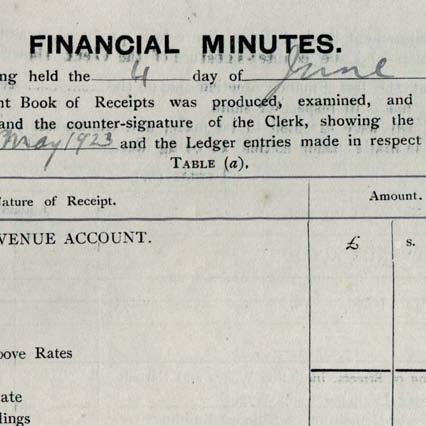 FINANCIAL MINUTES.
ng held the 4 day of June
nt Book of Receipts was produced, examined, and
and the counter-signature of the Clerk, showing the
May 1923 and the Ledger entries made in respect
TABLE (a).
Nature of Receipt. Amount.
VENUE ACCOUNT. £ s.
bove Rates
ate
lings